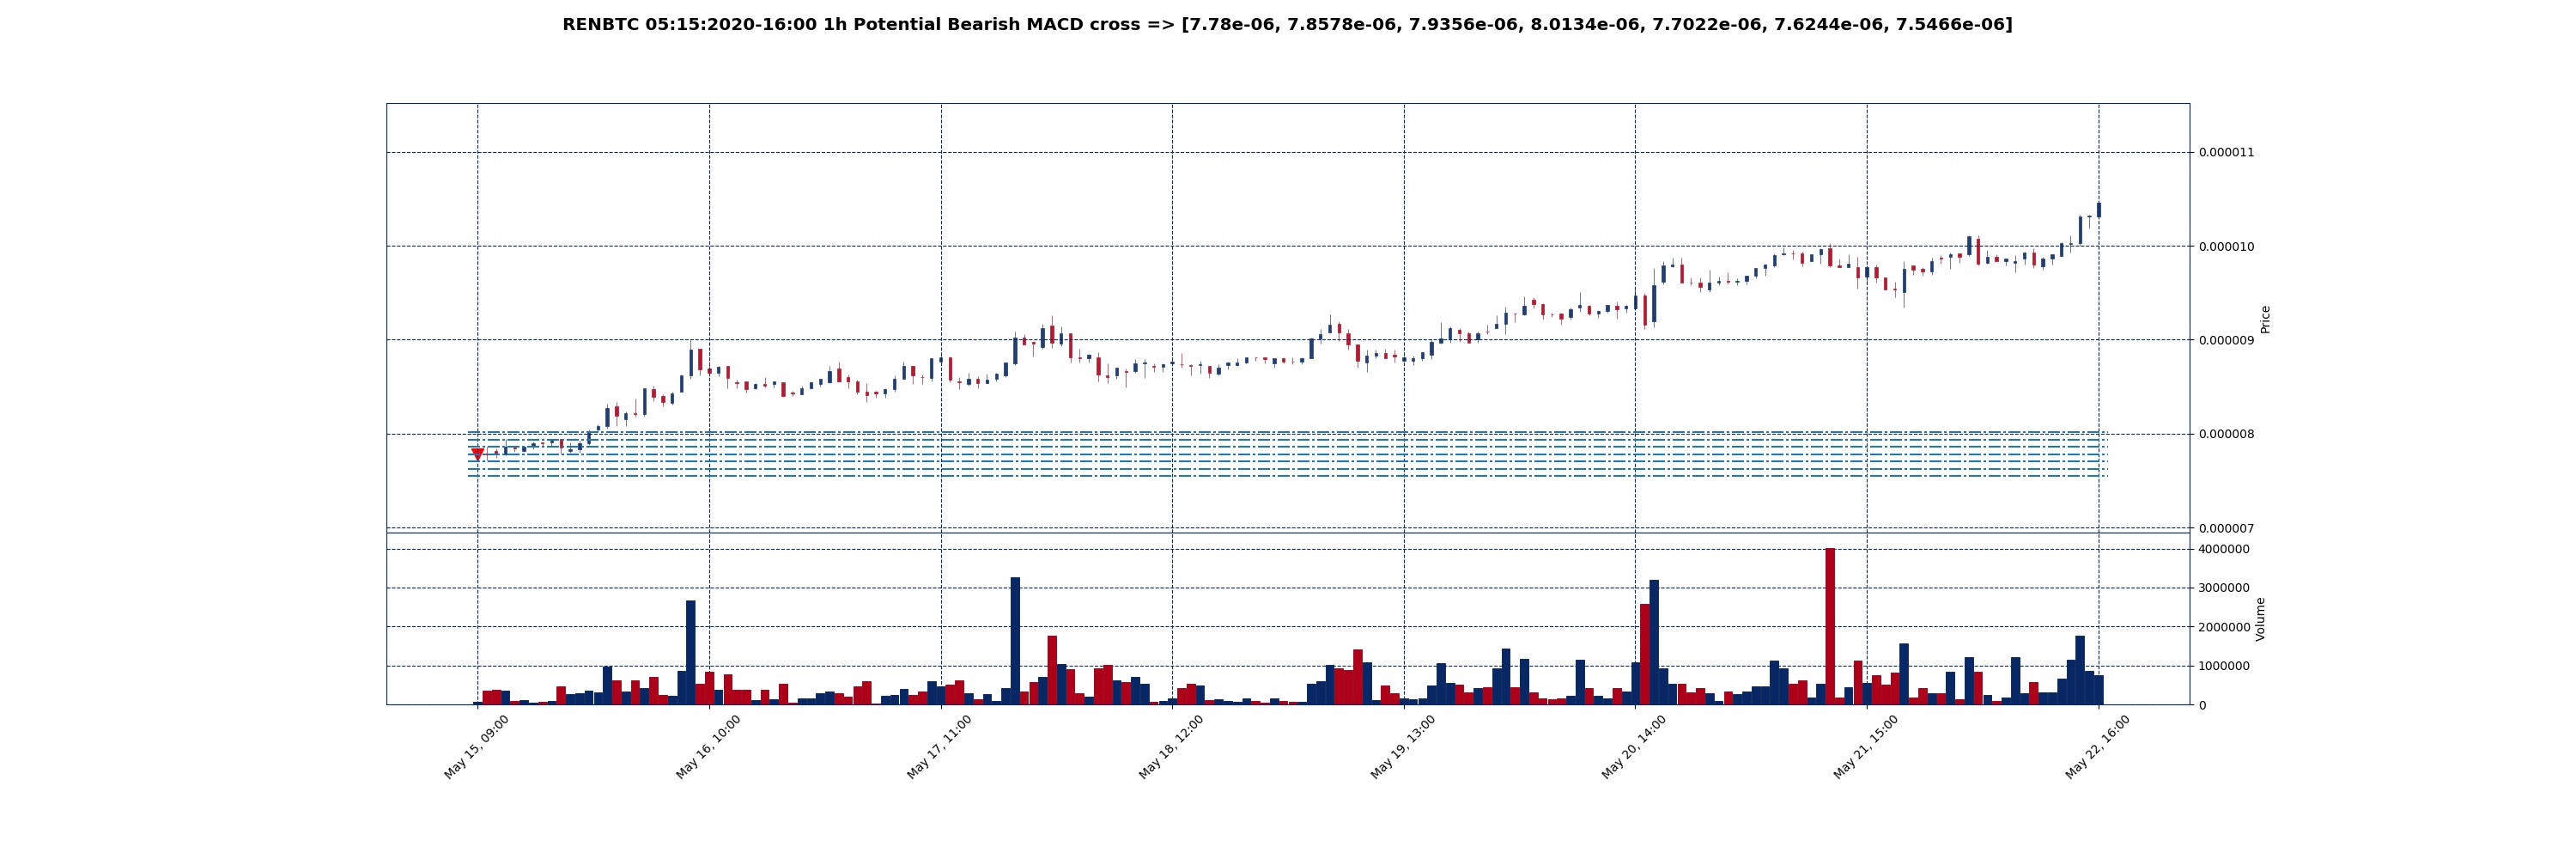 RENBTC 05:15:2020-16:00 1h Potential Bearish MACD cross => [7.78e-06, 7.8578e-06, 7.9356e-06, 8.0134e-06, 7.7022e-06, 7.6244e-06, 7.5466e-06]
0.000011
0.000010
0.000009
0.000008
0.000007
Price
4000000
3000000
2000000
1000000
0
Volume
May 15, 09:00
May 16, 10:00
May 17, 11:00
May 18, 12:00
May 19, 13:00
May 20, 14:00
May 21, 15:00
May 22, 16:00